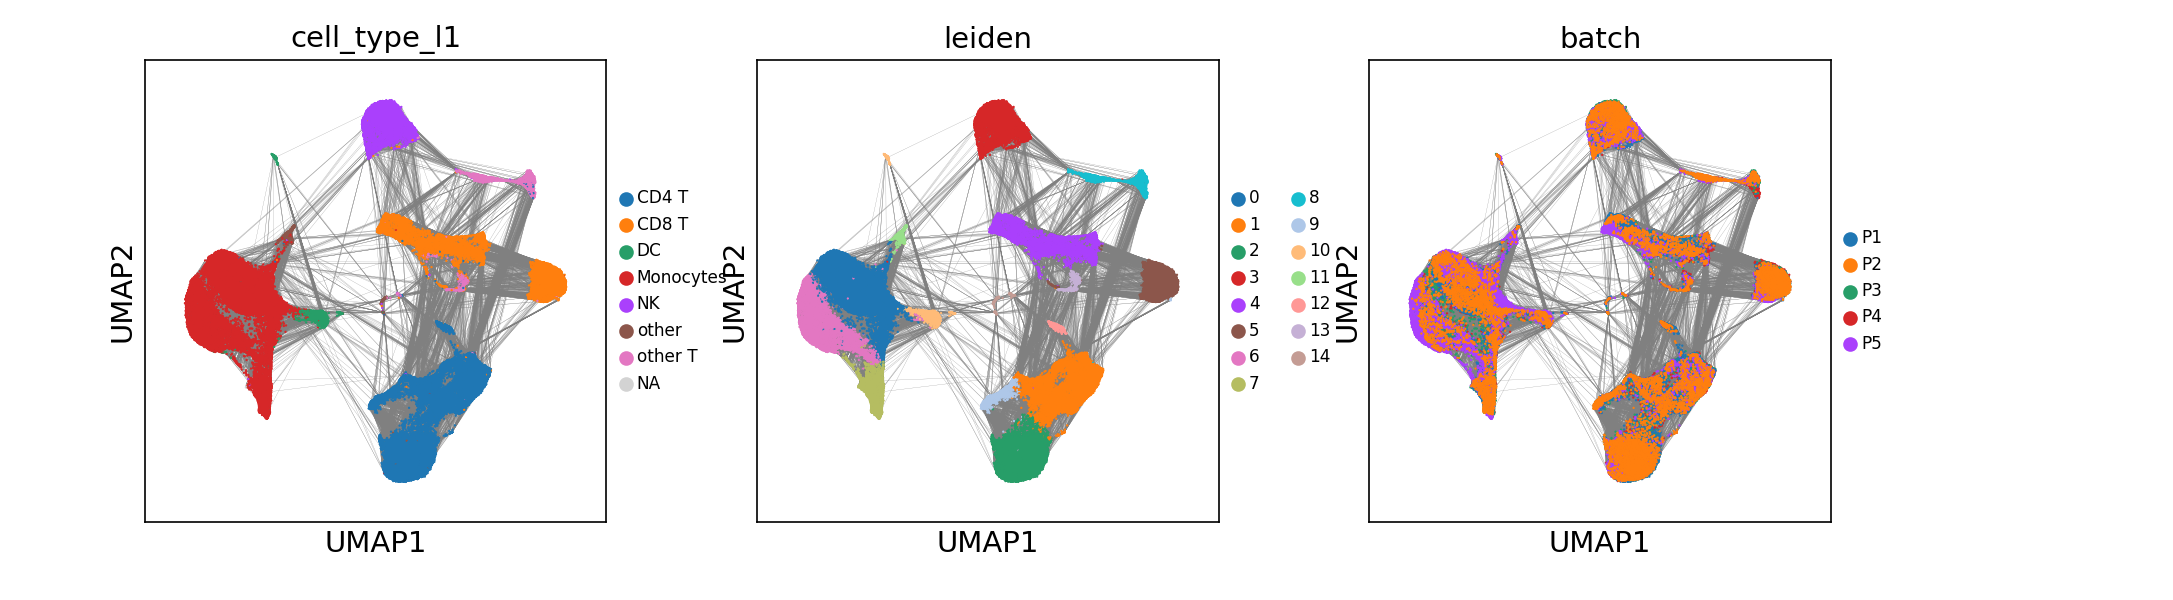 cell_type_l1
UMAP2
UMAP1
CD4 T
CD8 T
DC
Monocytes
NK
other
other T
NA
leiden
UMAP2
UMAP1
0
1
2
3
4
5
6
7
8
9
10
11
12
13
14
batch
UMAP2
UMAP1
P1
P2
P3
P4
P5